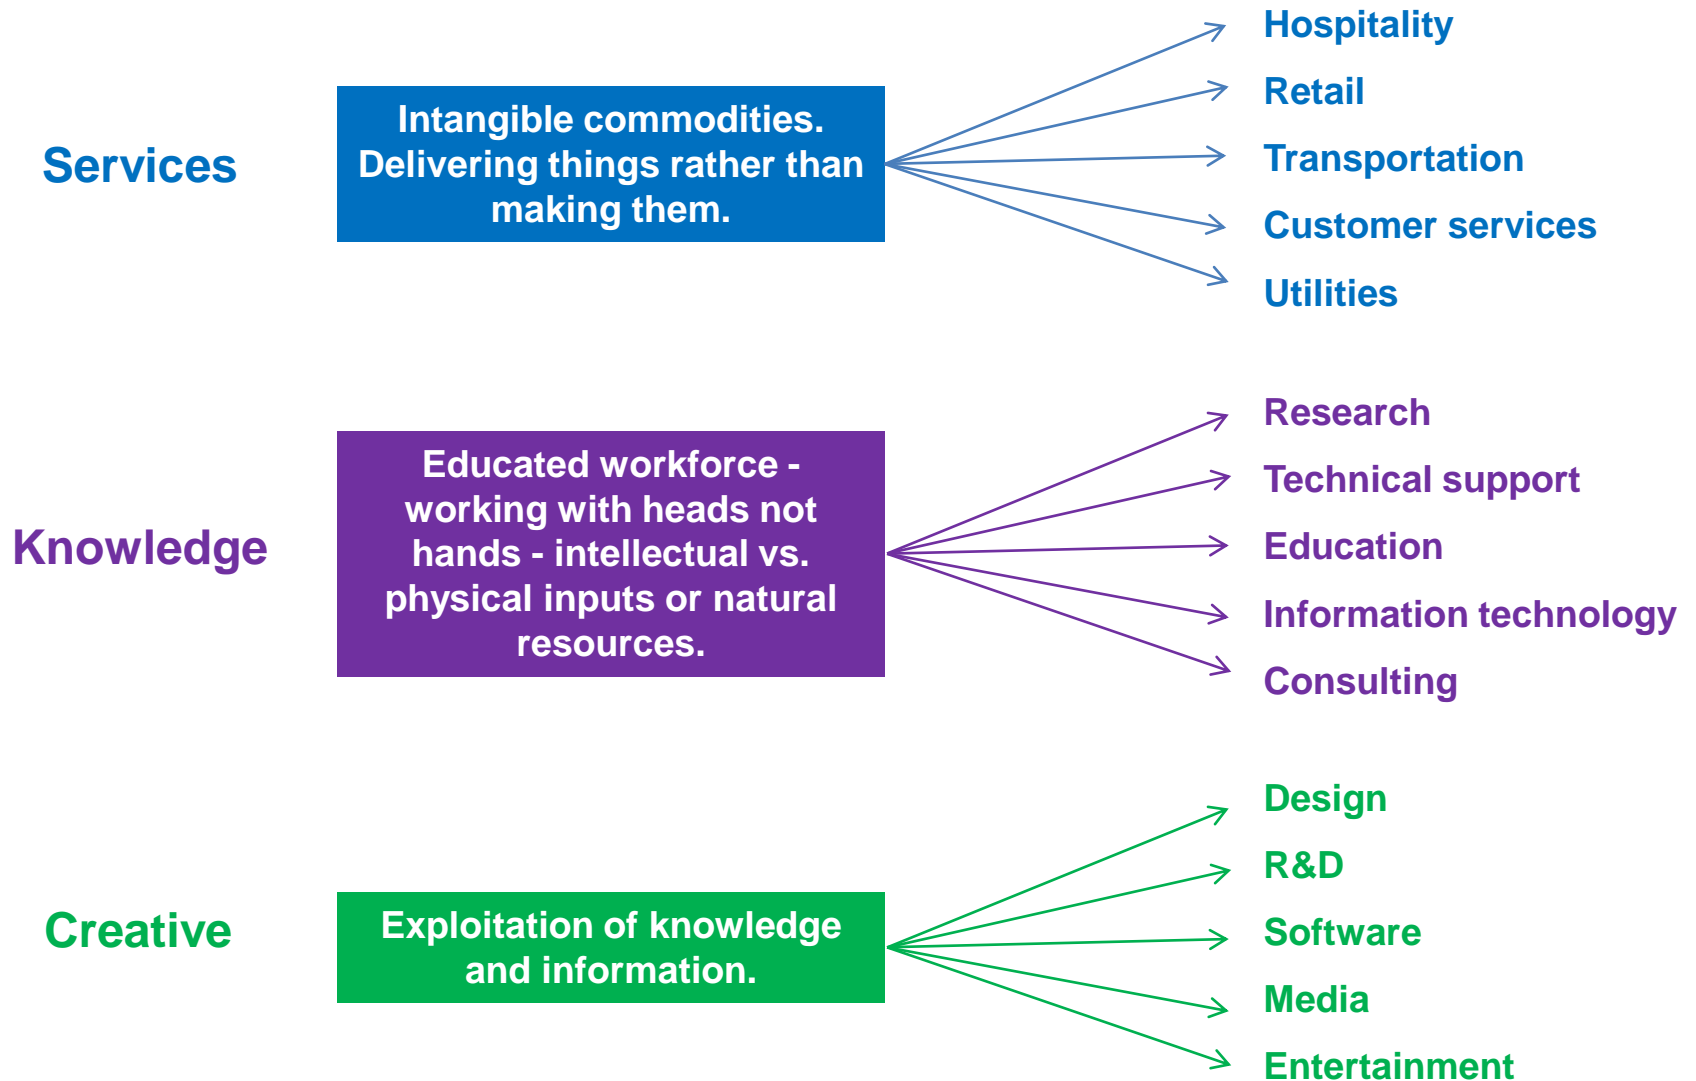 Services
Intangible commodities.
Delivering things rather than
making them.
Hospitality
Retail
Transportation
Customer services
Utilities
Knowledge
Educated workforce -
working with heads not
hands - intellectual vs.
physical inputs or natural
resources.
Research
Technical support
Education
Information technology
Consulting
Creative
Exploitation of knowledge
and information.
Design
R&D
Software
Media
Entertainment